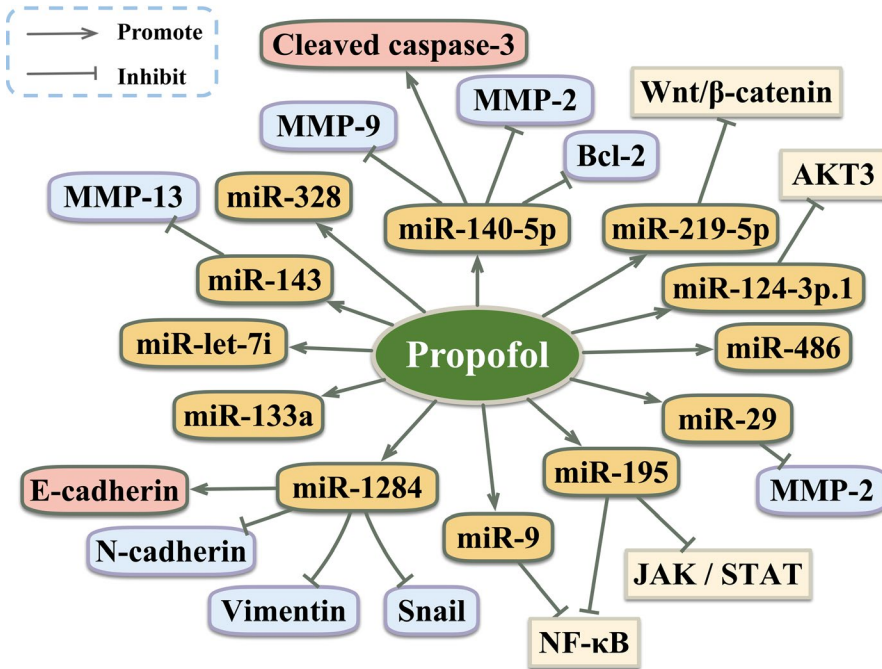 Promote
Inhibit
Cleaved caspase-3
MMP-9
MMP-2
Wnt/β-catenin
Bcl-2
AKT3
MMP-13
miR-328
miR-140-5p
miR-219-5p
miR-143
miR-124-3p.1
miR-let-7i
Propofol
miR-486
miR-133a
miR-29
E-cadherin
miR-1284
miR-195
MMP-2
N-cadherin
miR-9
JAK / STAT
Vimentin
Snail
NF-κB